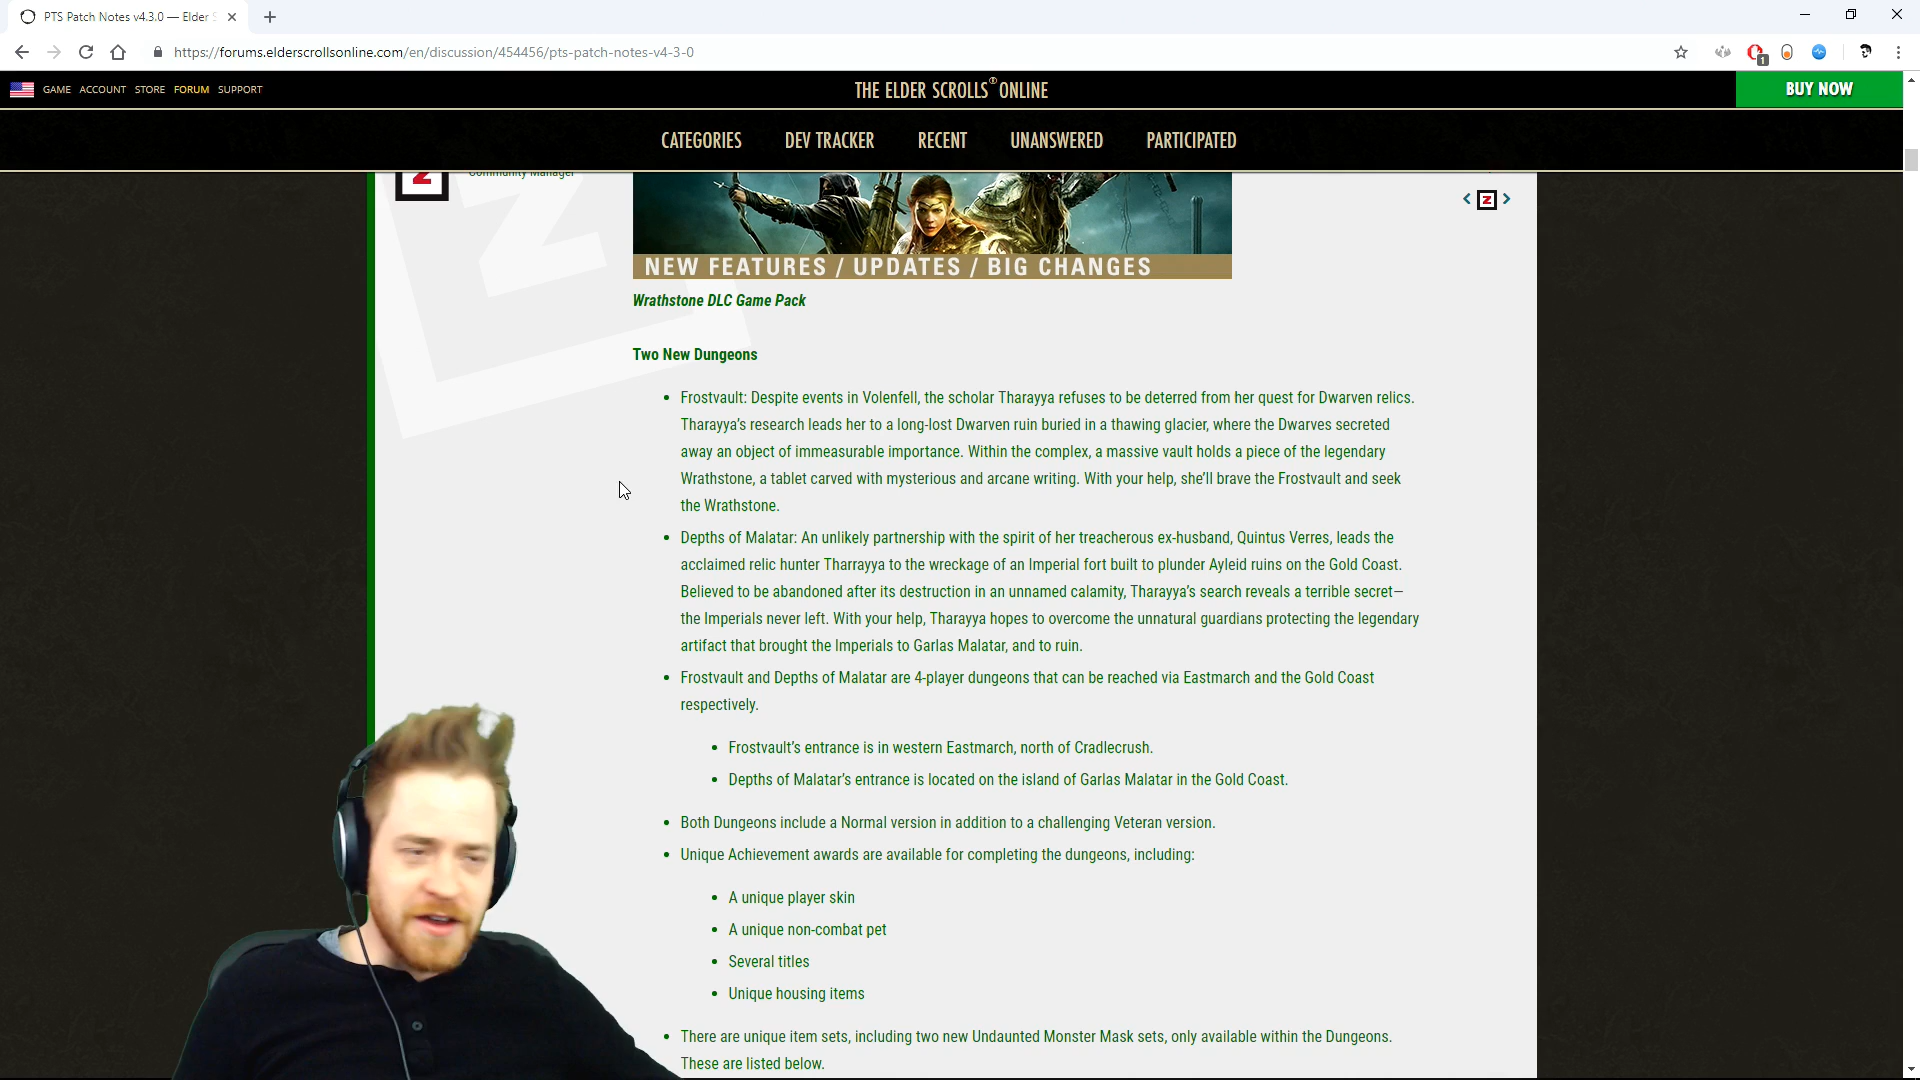 PTS Patch Notes v4.3.0 — Elder S
https://forums.elderscrollsonline.com/en/discussion/454456/pts-patch-notes-v4-3-0
1
GAME ACCOUNT STORE FORUM SUPPORT
THE ELDER SCROLLS ONLINE
BUY NOW
CATEGORIES DEV TRACKER RECENT UNANSWERED PARTICIPATED
Community Manager
NEW FEATURES / UPDATES / BIG CHANGES
Wrathstone DLC Game Pack
Two New Dungeons
• Frostvault: Despite events in Volenfell, the scholar Tharayya refuses to be deterred from her quest for Dwarven relics.
Tharayya’s research leads her to a long-lost Dwarven ruin buried in a thawing glacier, where the Dwarves secreted
away an object of immeasurable importance. Within the complex, a massive vault holds a piece of the legendary
Wrathstone, a tablet carved with mysterious and arcane writing. With your help, she’ll brave the Frostvault and seek
the Wrathstone.
• Depths of Malatar: An unlikely partnership with the spirit of her treacherous ex-husband, Quintus Verres, leads the
acclaimed relic hunter Tharrayya to the wreckage of an Imperial fort built to plunder Ayleid ruins on the Gold Coast.
Believed to be abandoned after its destruction in an unnamed calamity, Tharayya’s search reveals a terrible secret—
the Imperials never left. With your help, Tharayya hopes to overcome the unnatural guardians protecting the legendary
artifact that brought the Imperials to Garlas Malatar, and to ruin.
• Frostvault and Depths of Malatar are 4-player dungeons that can be reached via Eastmarch and the Gold Coast
respectively.
• Frostvault’s entrance is in western Eastmarch, north of Cradlecrush.
• Depths of Malatar’s entrance is located on the island of Garlas Malatar in the Gold Coast.
• Both Dungeons include a Normal version in addition to a challenging Veteran version.
• Unique Achievement awards are available for completing the dungeons, including:
• A unique player skin
• A unique non-combat pet
• Several titles
• Unique housing items
• There are unique item sets, including two new Undaunted Monster Mask sets, only available within the Dungeons.
These are listed below.